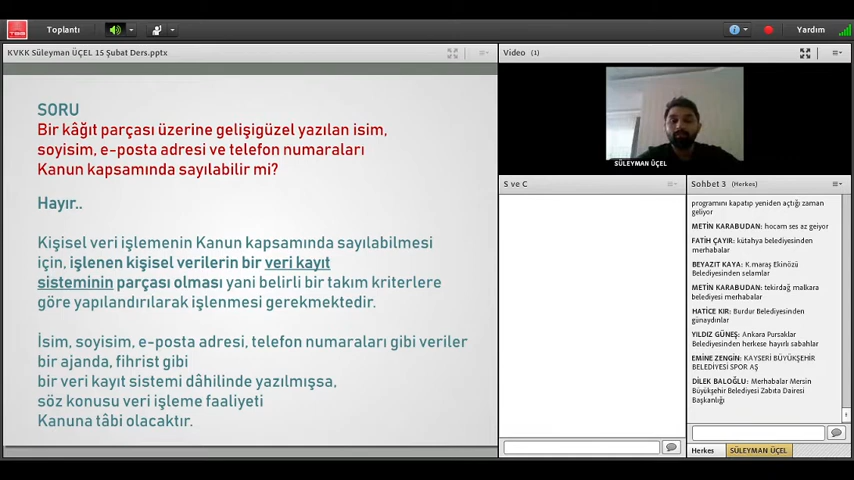 Toplantı
Yardım
KVKK Süleyman ÜÇEL 15 Şubat Ders.pptx
SORU
Bir kâğıt parçası üzerine gelişigüzel yazılan isim,
soyisim, e-posta adresi ve telefon numaraları
Kanun kapsamında sayılabilir mi?
Hayır..
Kişisel veri işlemenin Kanun kapsamında sayılabilmesi
için, işlenen kişisel verilerin bir veri kayıt
sisteminin parçası olması yani belirli bir takım kriterlere
göre yapılandırılarak işlenmesi gerekmektedir.
İsim, soyisim, e-posta adresi, telefon numaraları gibi veriler
bir ajanda, fihrist gibi
bir veri kayıt sistemi dâhilinde yazılmışsa,
söz konusu veri işleme faaliyeti
Kanuna tâbi olacaktır.
Video (1)
SÜLEYMAN ÜÇEL
S ve C
Sohbet 3 (Herkes)
programını kapatıp yeniden açtığı zaman
geliyor
METİN KARABUDAN: hocam ses az geiyor
FATİH ÇAYIR: kütahya belediyesinden
merhabalar
BEYAZIT KAYA: K.maraş Ekinözü
Belediyesinden selamlar
METİN KARABUDAN: tekirdağ malkara
belediyesi merhabalar
HATİCE KIR: Burdur Belediyesinden
günaydınlar
YILDIZ GÜNEŞ: Ankara Pursaklar
Belediyesinden herkese hayırlı sabahlar
EMİNE ZENGİN: KAYSERİ BÜYÜKŞEHİR
BELEDİYESİ SPOR AŞ
DİLEK BALOĞLU: Merhabalar Mersin
Büyükşehir Belediyesi Zabıta Dairesi
Başkanlığı
Herkes
SÜLEYMAN ÜÇEL